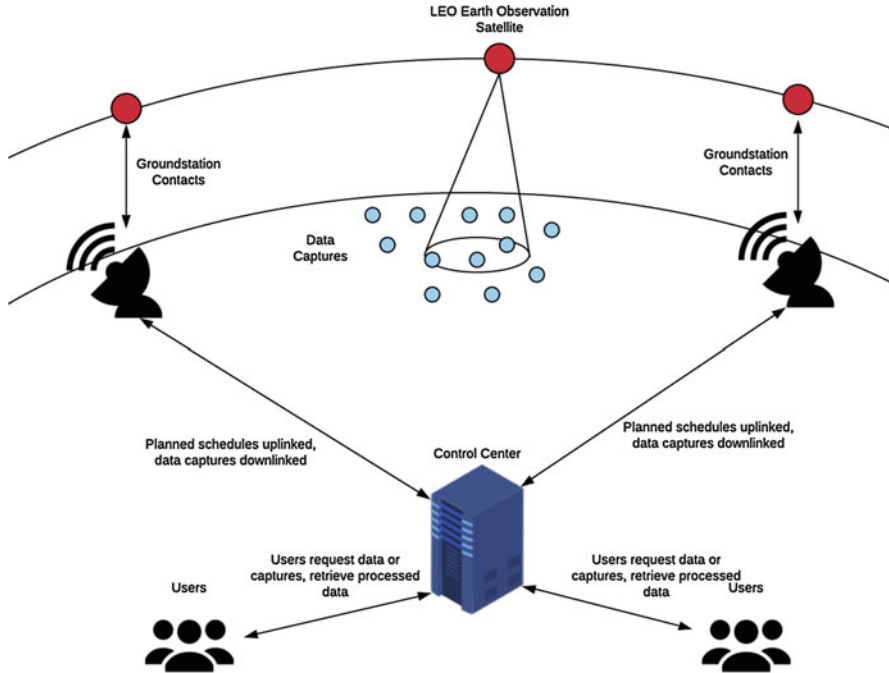 LEO Earth Observation
Satellite
Groundstation
Contacts
Groundstation
Contacts
Data
Captures
Planned schedules uplinked,
data captures downlinked
Planned schedules uplinked,
data captures downlinked
Control Center
Users request data or
captures, retrieve processed
data
Users request data or
captures, retrieve processed
data
Users
Users